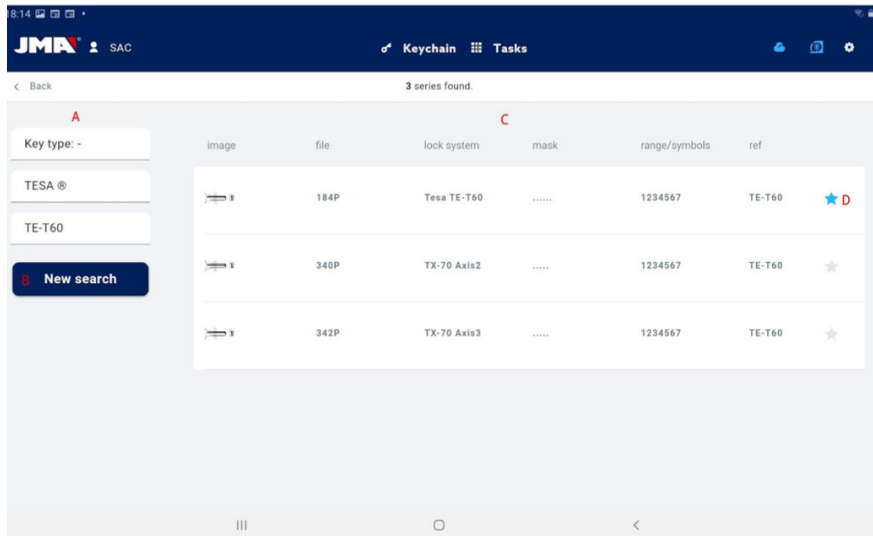 18:14
JMA SAC Keychain Tasks
Back 3 series found.
A
C
Key type: - image file lock system mask range/symbols ref
TESA ®
184P Tesa TE-T60 ...... 1234567 TE-T60 D
TE-T60
340P TX-70 Axis2 ..... 1234567 TE-T60
B New search
342P TX-70 Axis3 ..... 1234567 TE-T60